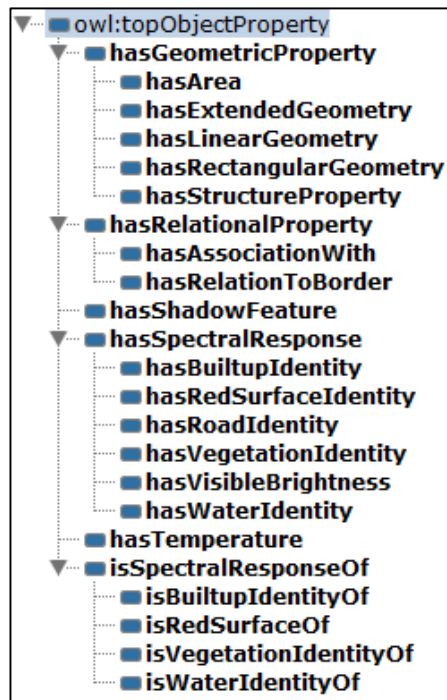 owl:topObjectProperty
hasGeometricProperty
hasArea
hasExtendedGeometry
hasLinearGeometry
hasRectangularGeometry
hasStructureProperty
hasRelationalProperty
hasAssociationWith
hasRelationToBorder
hasShadowFeature
hasSpectralResponse
hasBuiltupIdentity
hasRedSurfaceIdentity
hasRoadIdentity
hasVegetationIdentity
hasVisibleBrightness
hasWaterIdentity
hasTemperature
isSpectralResponseOf
isBuiltupIdentityOf
isRedSurfaceOf
isVegetationIdentityOf
isWaterIdentityOf